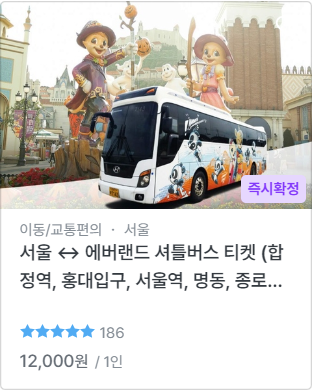 즉시확정
이동/교통편의 · 서울
서울 ↔ 에버랜드 셔틀버스 티켓 (합
정역, 홍대입구, 서울역, 명동, 종로...
186
12,000원 / 1인